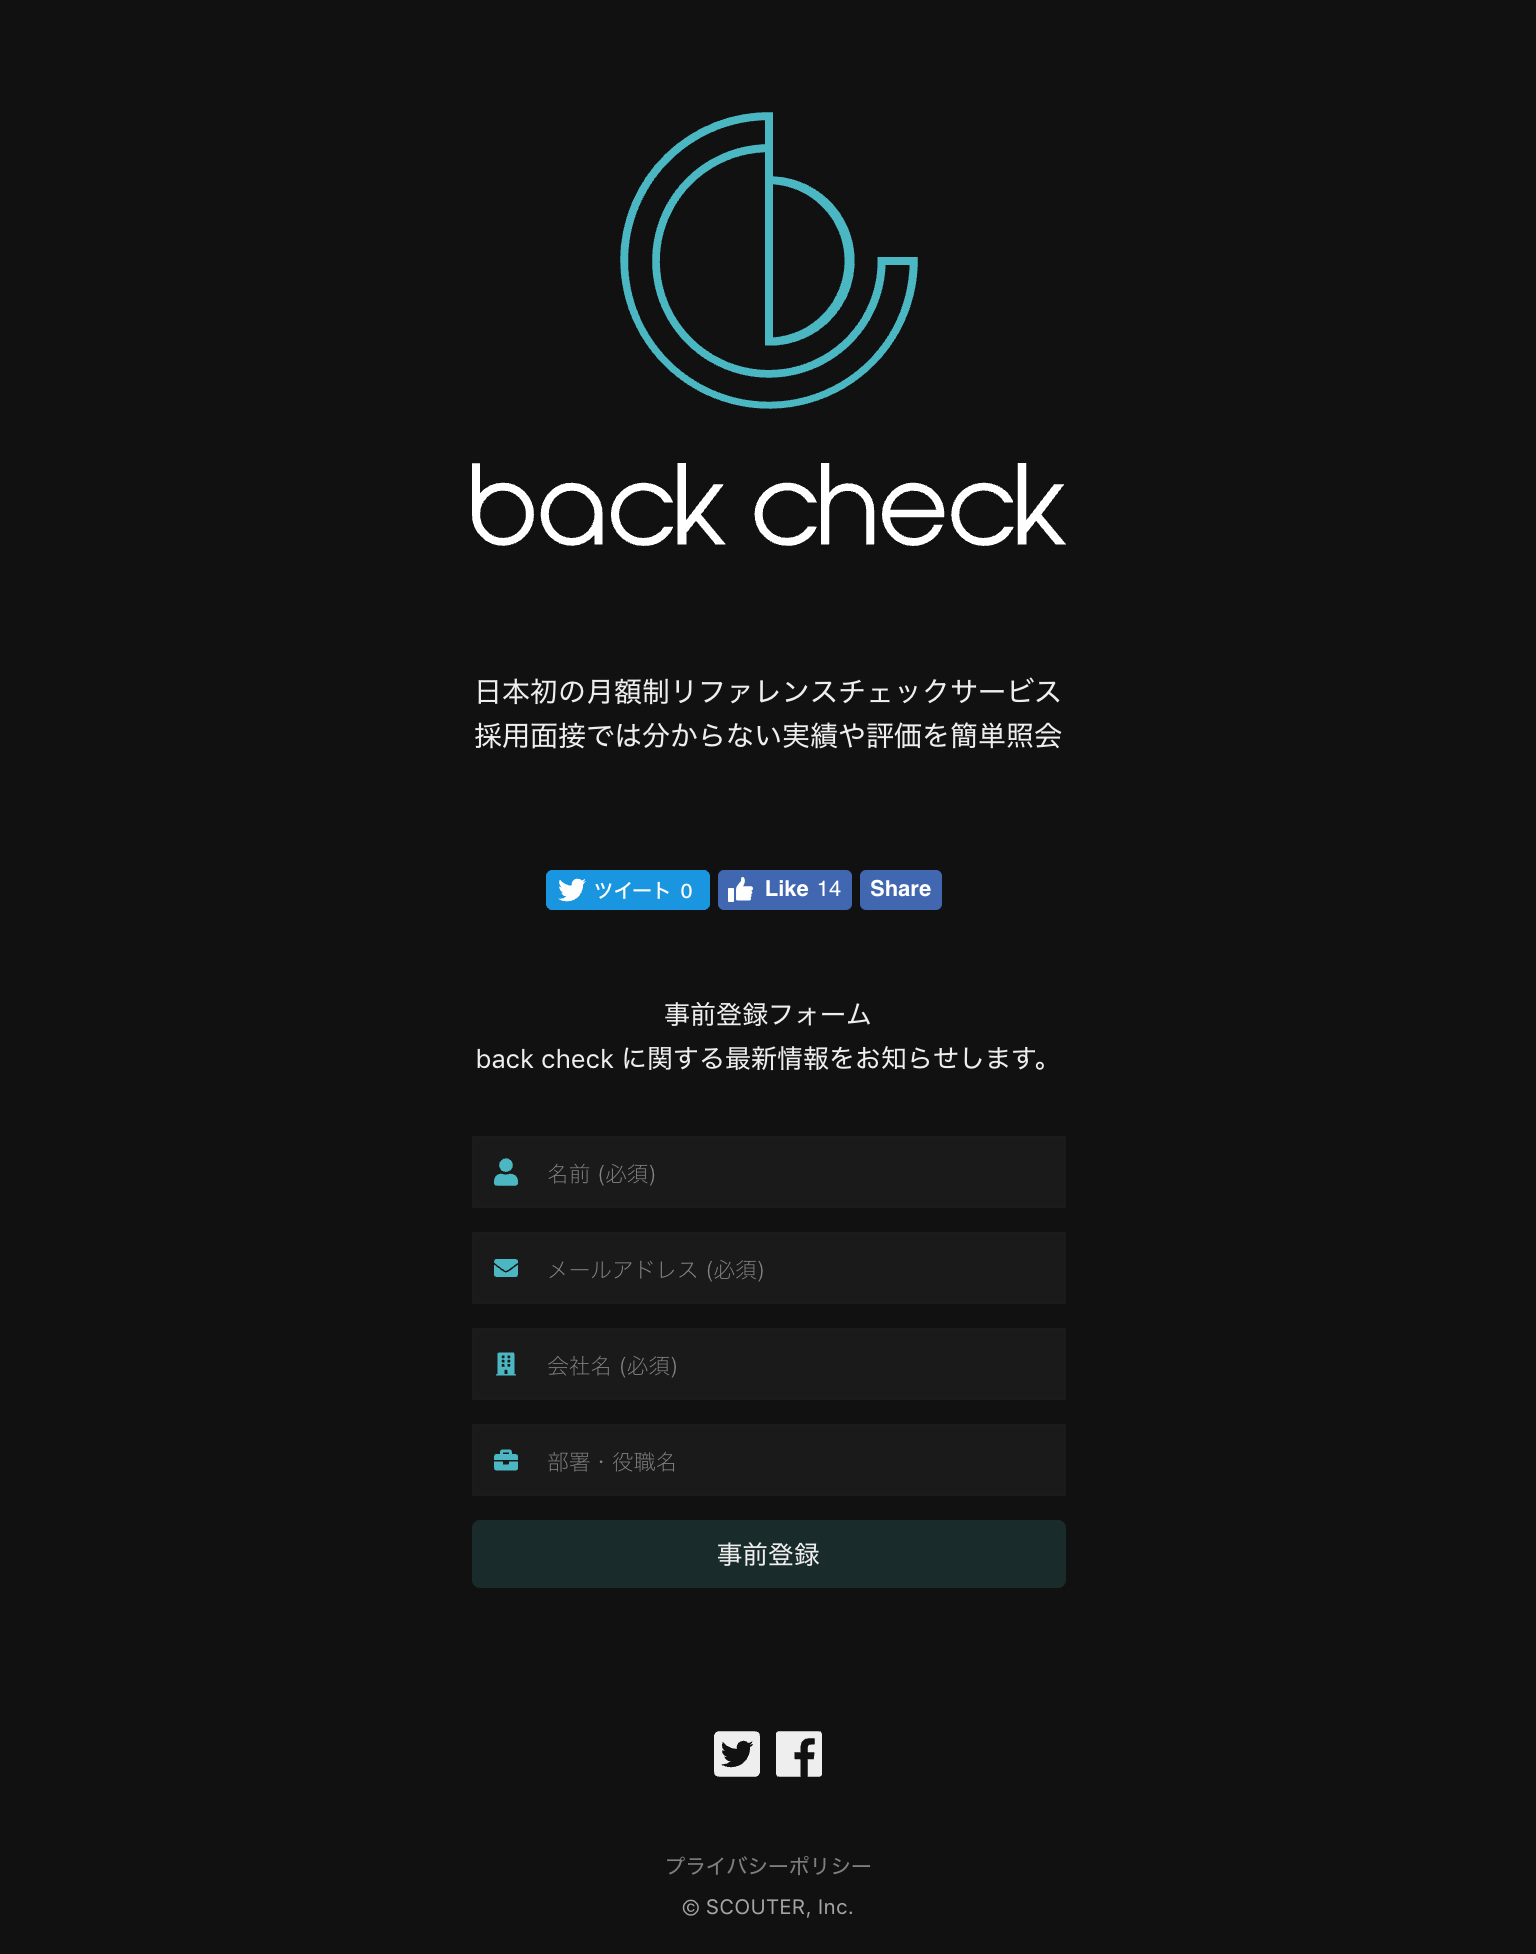 back check
日本初の月額制リファレンスチェックサービス
採用面接では分からない実績や評価を簡単照会
ツイート 0
Like 14
Share
事前登録フォーム
back check に関する最新情報をお知らせします。
名前 (必須)
メールアドレス (必須)
会社名 (必須)
部署・役職名
事前登録
プライバシーポリシー
© SCOUTER, Inc.